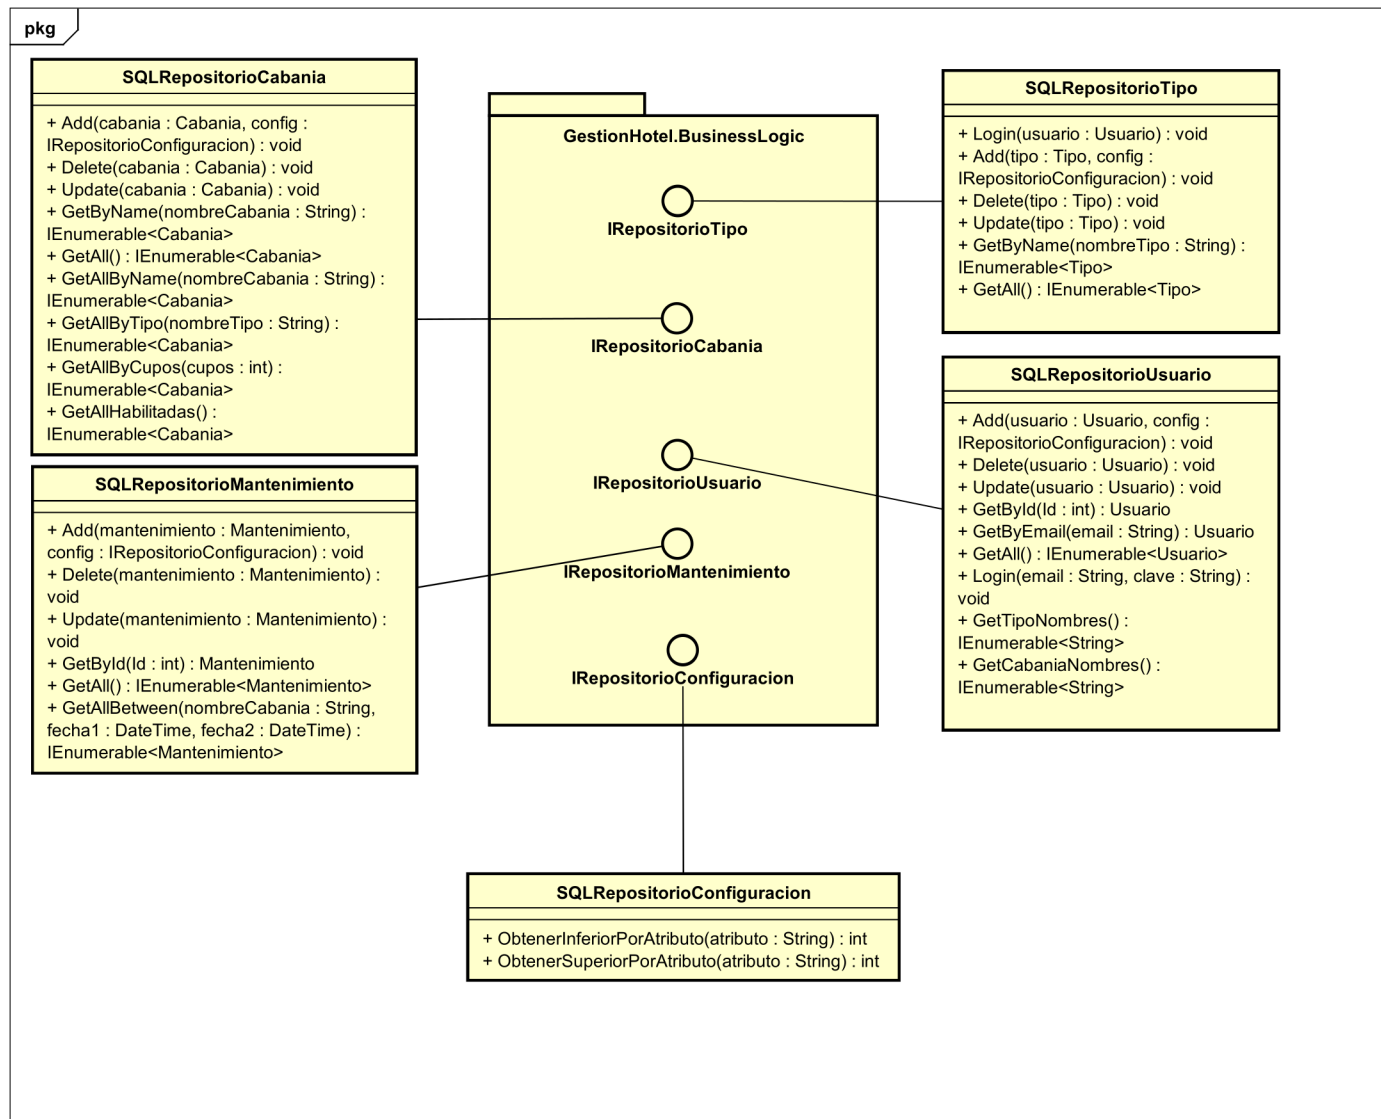 pkg
SQLRepositorioCabania
+ Add(cabania : Cabania, config :
IRepositorioConfiguracion) : void
+ Delete(cabania : Cabania) : void
+ Update(cabania : Cabania) : void
+ GetByName(nombreCabania : String) :
IEnumerable<Cabania>
+ GetAll() : IEnumerable<Cabania>
+ GetAllByName(nombreCabania : String) :
IEnumerable<Cabania>
+ GetAllByTipo(nombreTipo : String) :
IEnumerable<Cabania>
+ GetAllByCupos(cupos : int) :
IEnumerable<Cabania>
+ GetAllHabilitadas() :
IEnumerable<Cabania>
SQLRepositorioMantenimiento
+ Add(mantenimiento : Mantenimiento,
config : IRepositorioConfiguracion) : void
+ Delete(mantenimiento : Mantenimiento) :
void
+ Update(mantenimiento : Mantenimiento) :
void
+ GetById(Id : int) : Mantenimiento
+ GetAll() : IEnumerable<Mantenimiento>
+ GetAllBetween(nombreCabania : String,
fecha1 : DateTime, fecha2 : DateTime) :
IEnumerable<Mantenimiento>
GestionHotel.BusinessLogic
IRepositorioTipo
IRepositorioCabania
IRepositorioUsuario
IRepositorioMantenimiento
IRepositorioConfiguracion
SQLRepositorioTipo
+ Login(usuario : Usuario) : void
+ Add(tipo : Tipo, config :
IRepositorioConfiguracion) : void
+ Delete(tipo : Tipo) : void
+ Update(tipo : Tipo) : void
+ GetByName(nombreTipo : String) :
IEnumerable<Tipo>
+ GetAll() : IEnumerable<Tipo>
SQLRepositorioUsuario
+ Add(usuario : Usuario, config :
IRepositorioConfiguracion) : void
+ Delete(usuario : Usuario) : void
+ Update(usuario : Usuario) : void
+ GetById(Id : int) : Usuario
+ GetByEmail(email : String) : Usuario
+ GetAll() : IEnumerable<Usuario>
+ Login(email : String, clave : String) :
void
+ GetTipoNombres() :
IEnumerable<String>
+ GetCabaniaNombres() :
IEnumerable<String>
SQLRepositorioConfiguracion
+ ObtenerInferiorPorAtributo(atributo : String) : int
+ ObtenerSuperiorPorAtributo(atributo : String) : int